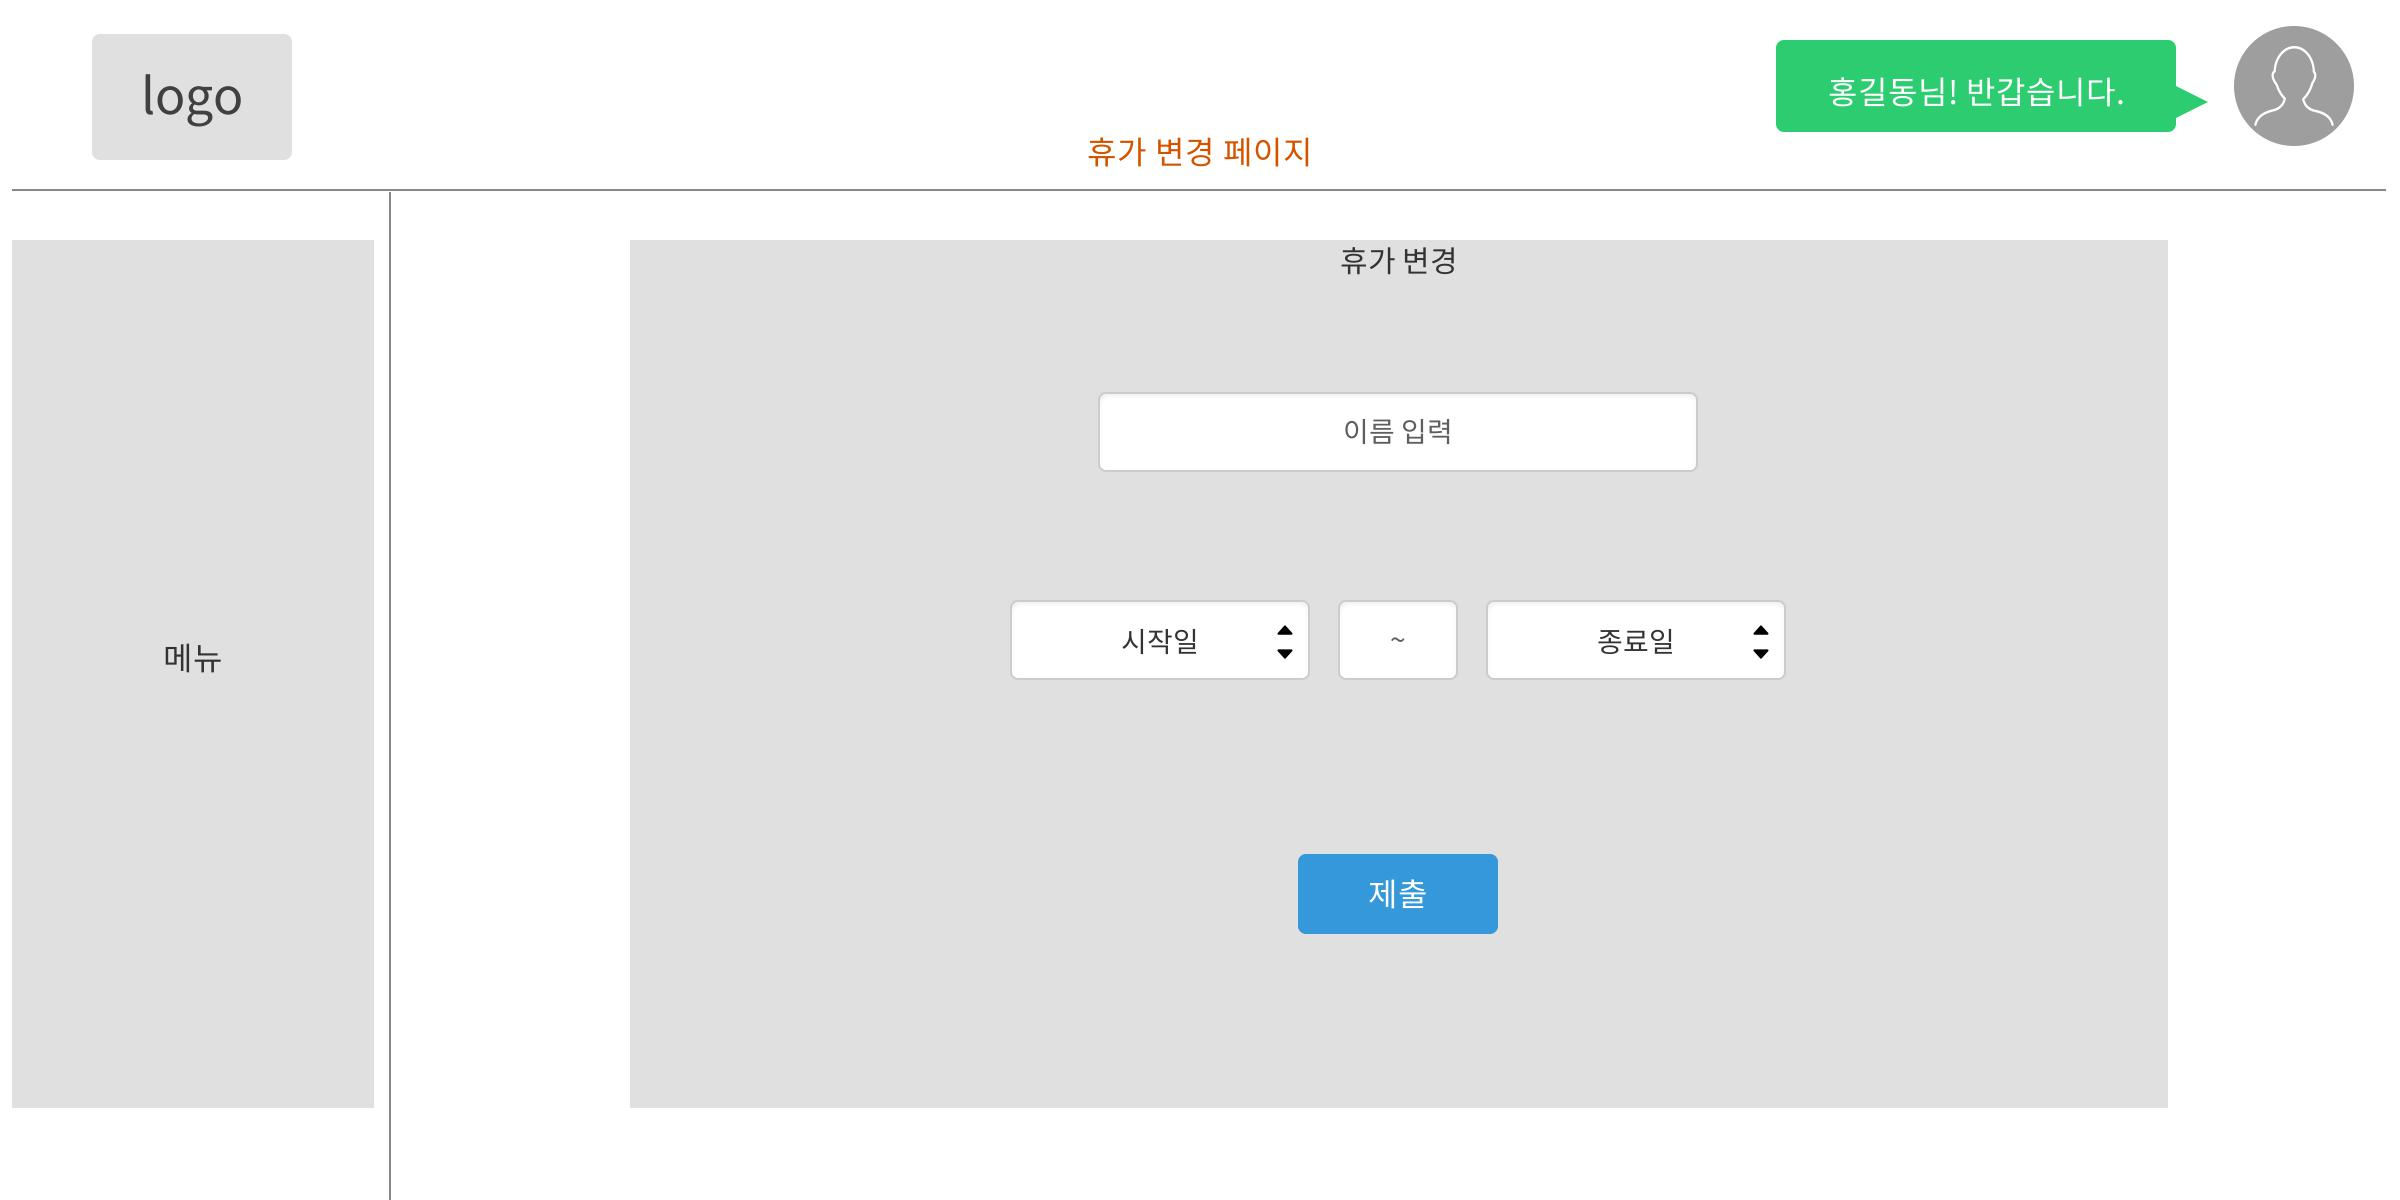 logo
홍길동님! 반갑습니다.
휴가 변경 페이지
메뉴
휴가 변경
이름 입력
시작일
~
종료일
제출